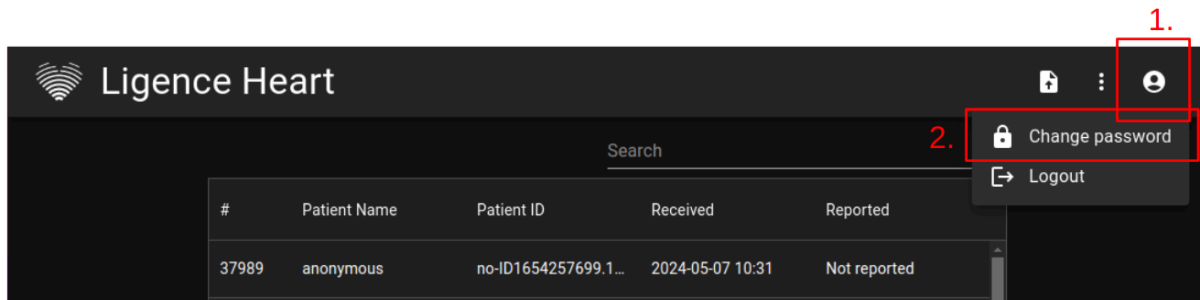 1.
Ligence Heart
Search
2.
Change password
Logout
# Patient Name Patient ID Received Reported
37989 anonymous no-ID1654257699.1... 2024-05-07 10:31 Not reported